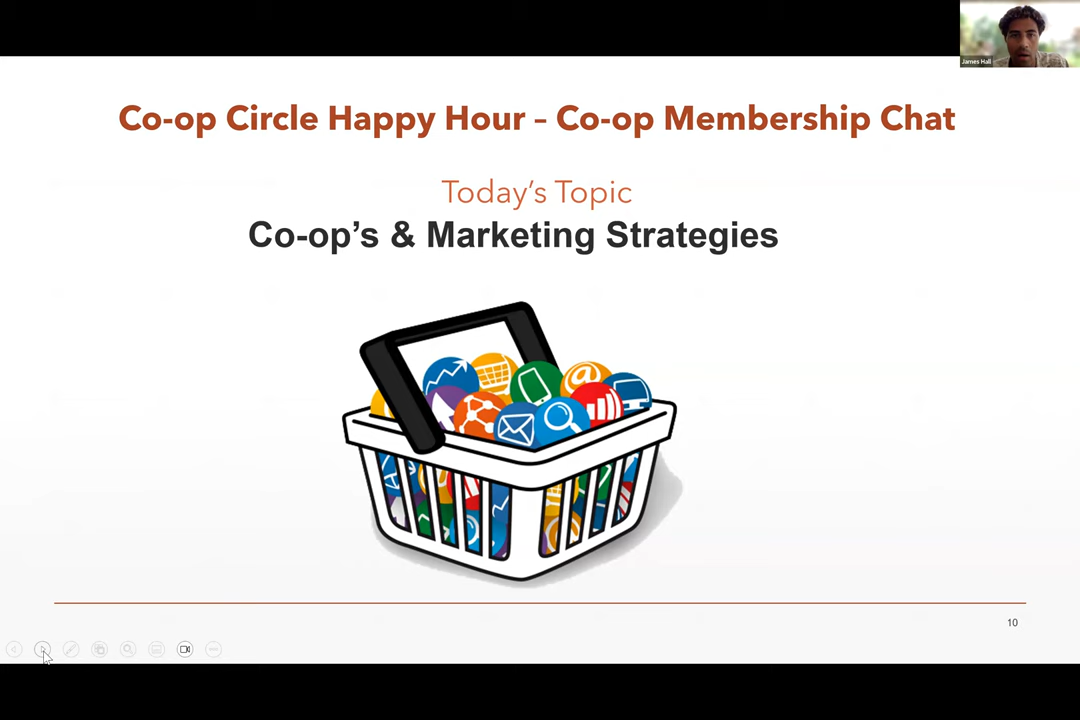 James Hall
Co-op Circle Happy Hour – Co-op Membership Chat
Today's Topic
Co-op's & Marketing Strategies
@
10